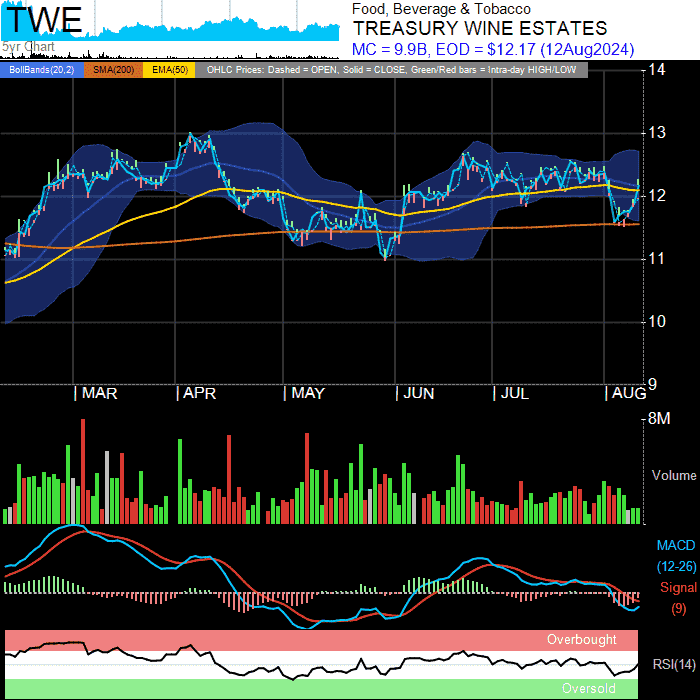 TWE
Food, Beverage & Tobacco
TREASURY WINE ESTATES
5yr Chart
MC = 9.9B, EOD = $12.17 (12Aug2024)
BollBands(20,2) SMA(200) EMA(50) OHLC Prices: Dashed = OPEN, Solid = CLOSE, Green/Red bars = Intra-day HIGH/LOW
14
13
12
11
10
9
| MAR | APR | MAY | JUN | JUL | AUG
8M
Volume
MACD
(12-26)
Signal
(9)
Overbought
RSI(14)
Oversold